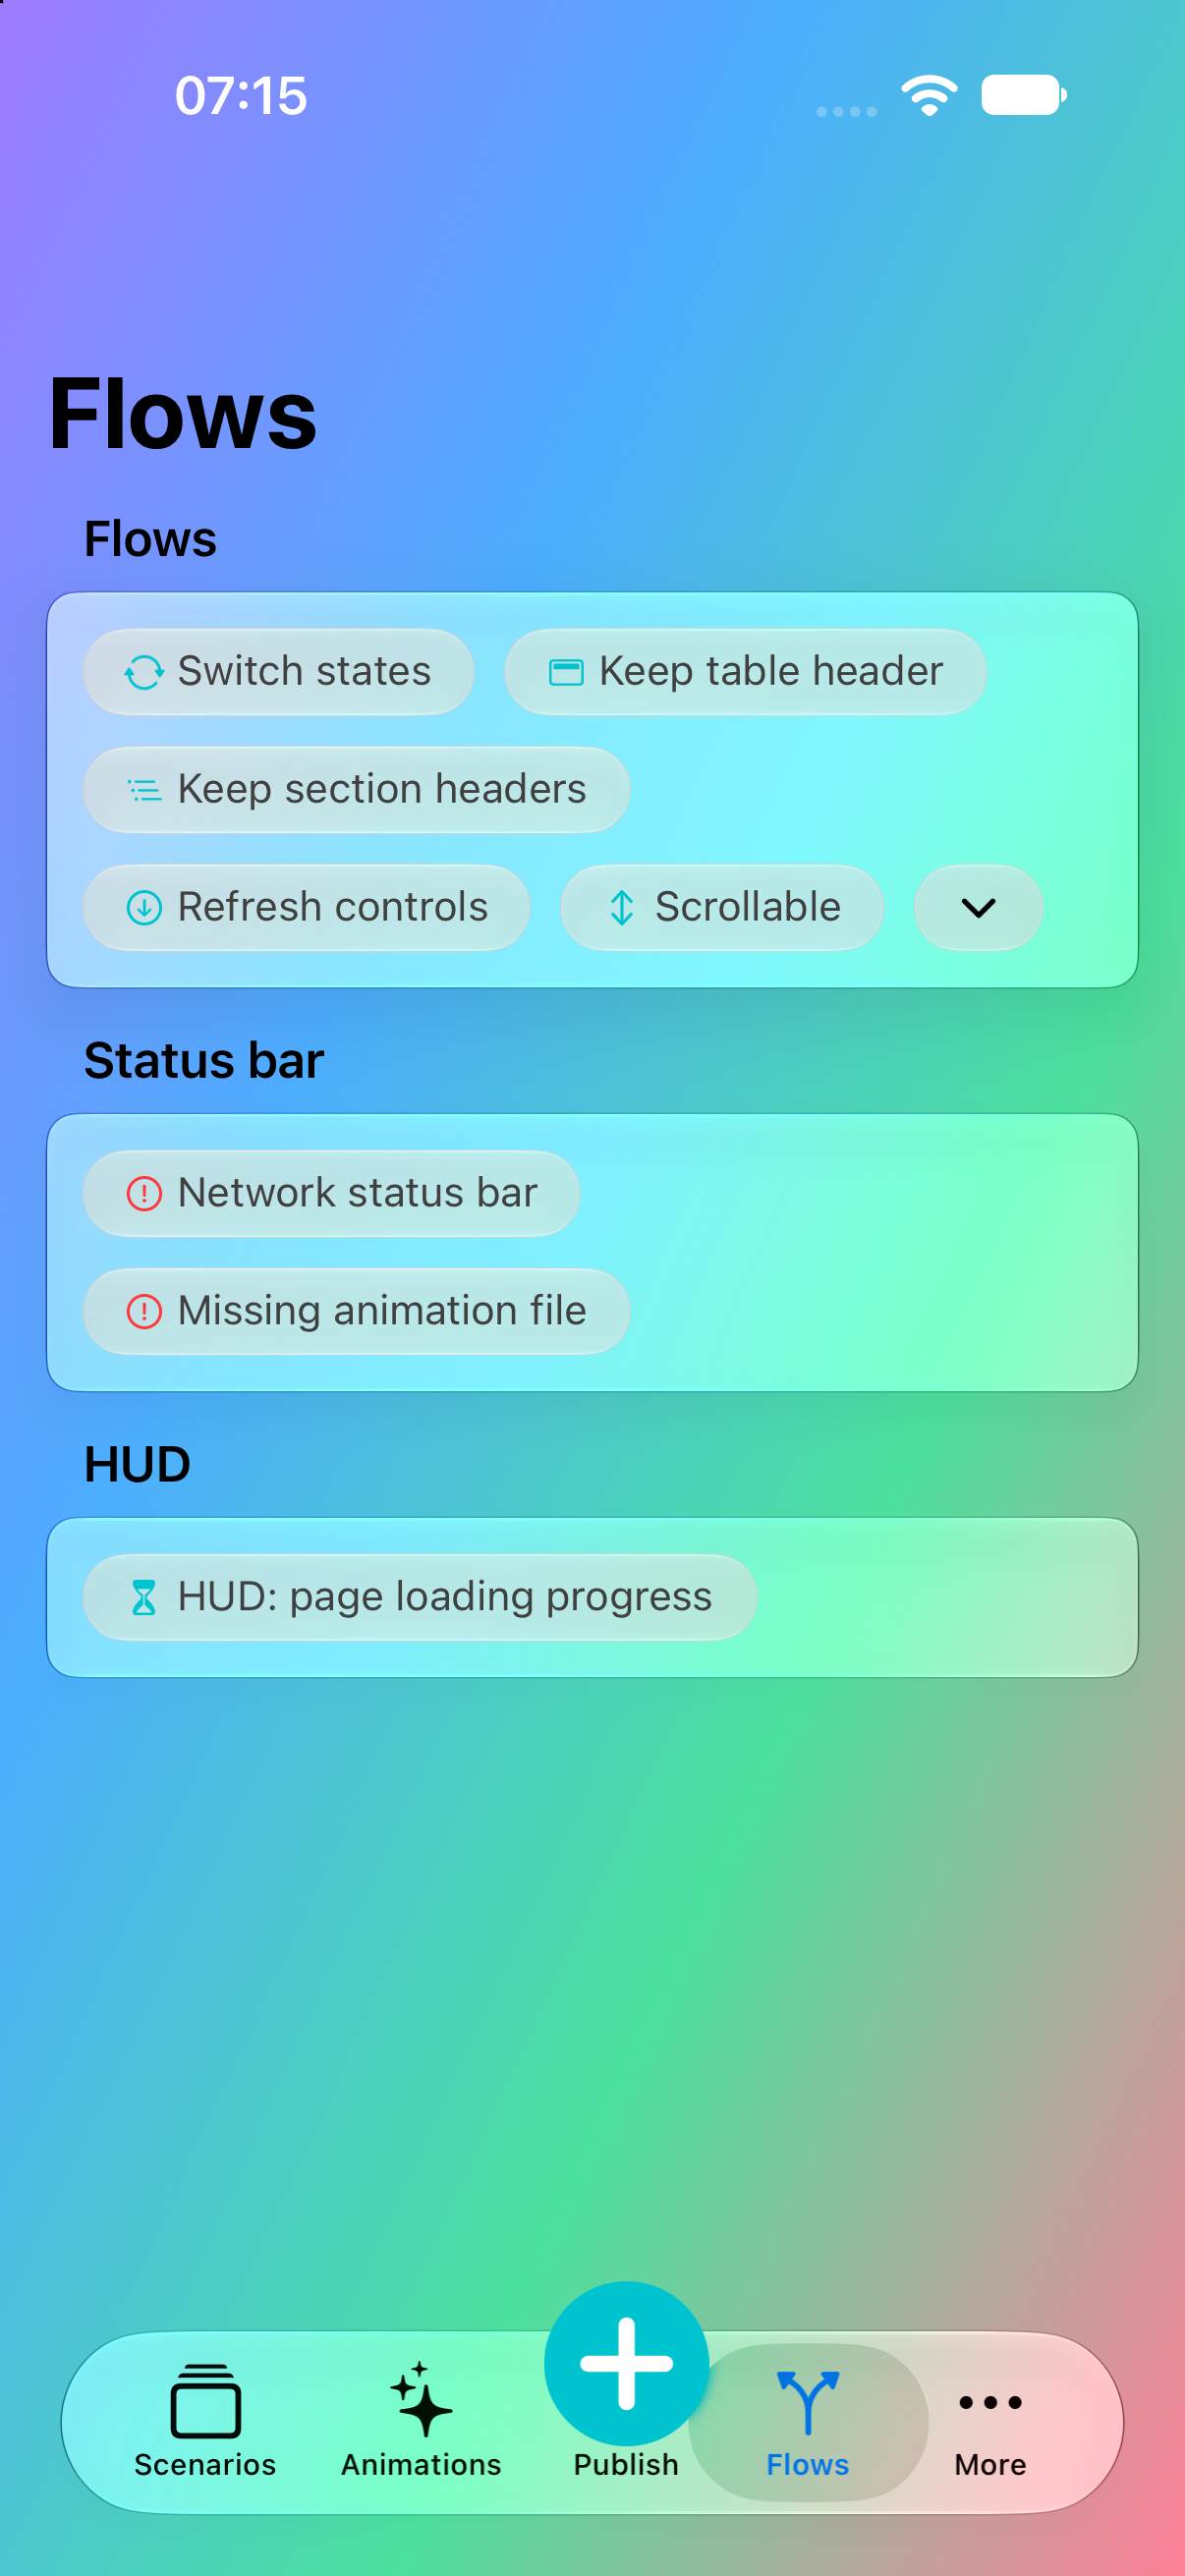 07:15
Flows
Flows
Switch states
Keep table header
Keep section headers
Refresh controls
Scrollable
Status bar
Network status bar
Missing animation file
HUD
HUD: page loading progress
Scenarios
Animations
Publish
Flows
More